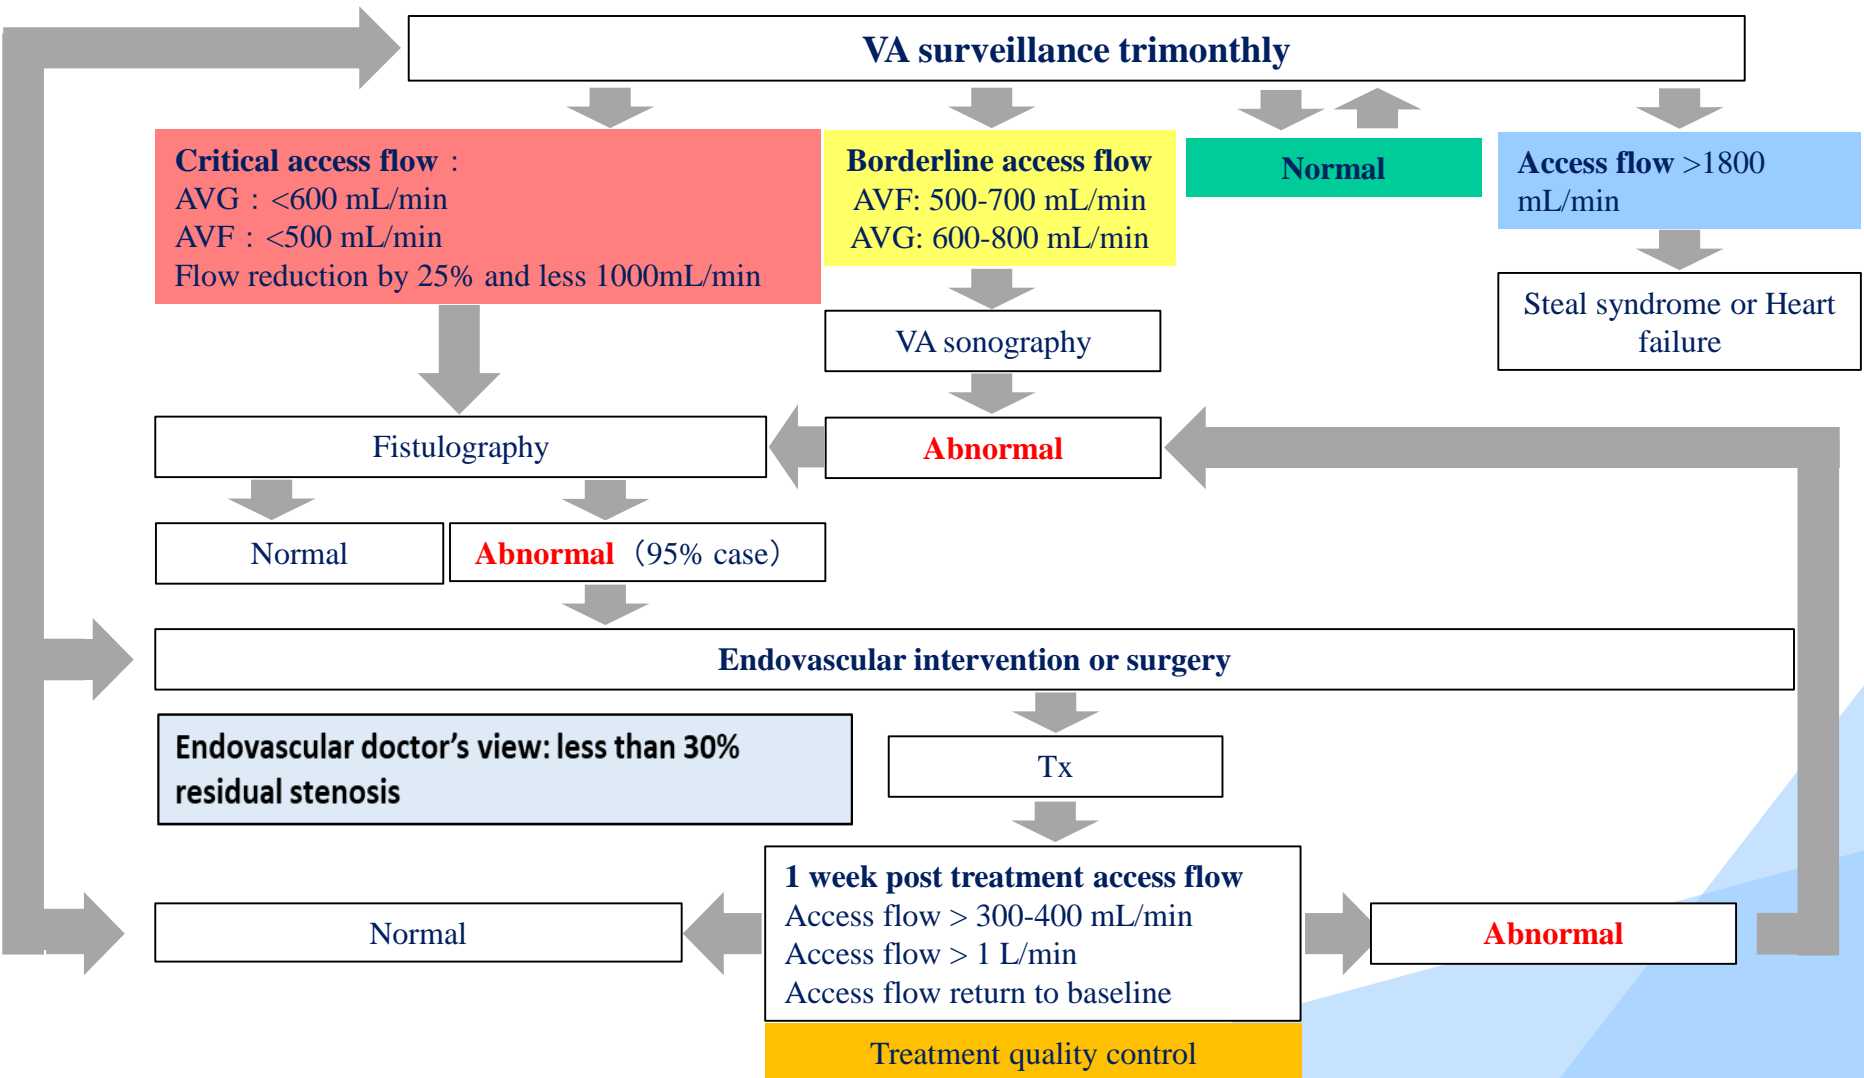 VA surveillance trimonthly
Critical access flow：
AVG：<600 mL/min
AVF：<500 mL/min
Flow reduction by 25% and less 1000mL/min
Borderline access flow
AVF: 500-700 mL/min
AVG: 600-800 mL/min
Normal
Access flow >1800
mL/min
VA sonography
Steal syndrome or Heart
failure
Fistulography
Abnormal
Normal
Abnormal（95% case）
Endovascular intervention or surgery
Endovascular doctor’s view: less than 30%
residual stenosis
Tx
1 week post treatment access flow
Access flow > 300-400 mL/min
Access flow > 1 L/min
Access flow return to baseline
Normal
Abnormal
Treatment quality control